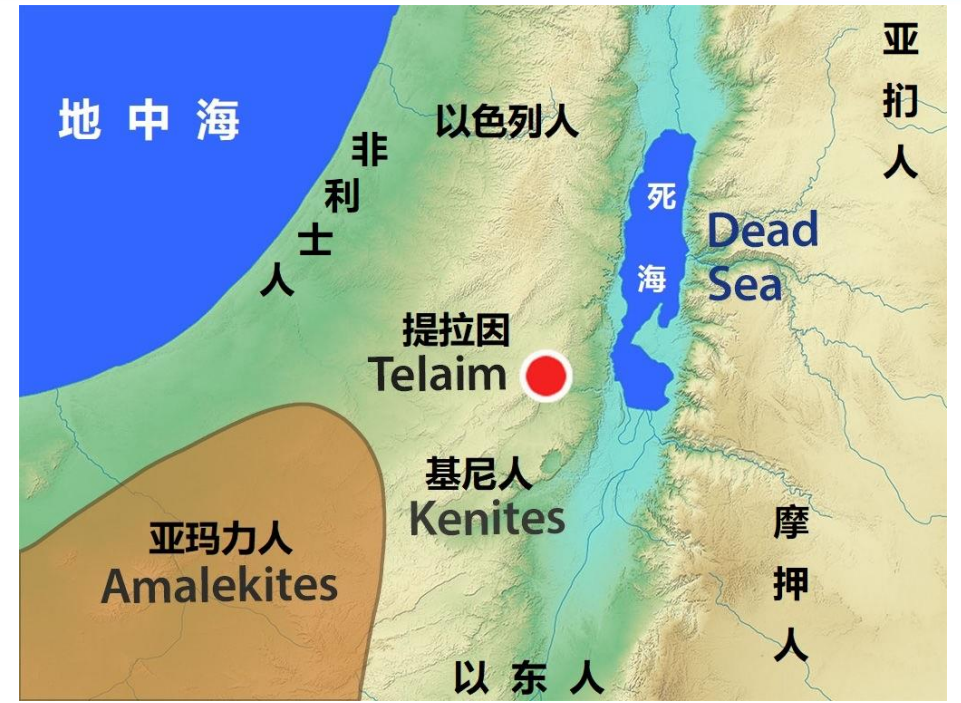 地中海
非利士人
以色列人
亚扪人
死海
Dead
Sea
提拉因
Telaim
基尼人
Kenites
亚玛力人
Amalekites
摩押人
以东人